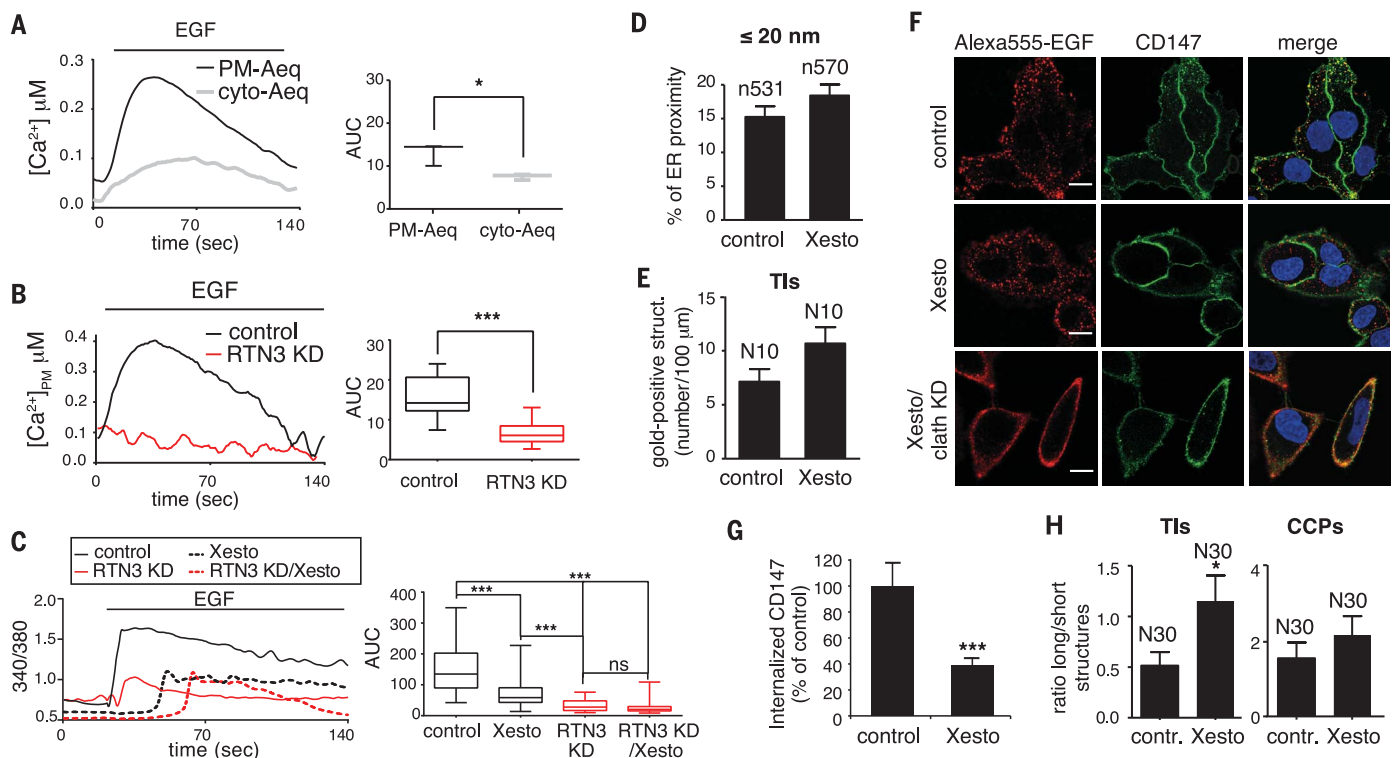 A
EGF
PM-Aeq
cyto-Aeq
[Ca²⁺] µM
0.3
0.2
0.1
0.0
0
70
140
time (sec)
AUC
30
20
10
0
*
PM-Aeq
cyto-Aeq
B
EGF
control
RTN3 KD
[Ca²⁺]PM µM
0.4
0.3
0.2
0.1
0.0
0
70
140
time (sec)
AUC
30
20
10
0
***
control
RTN3 KD
C
control
Xesto
RTN3 KD
RTN3 KD/Xesto
EGF
340/380
2.0
1.5
1.0
0.5
0
70
140
time (sec)
AUC
400
300
200
100
0
***
***
***
ns
control
Xesto
RTN3
KD
RTN3 KD
/Xesto
D
≤ 20 nm
% of ER proximity
20
15
10
5
0
n531
n570
control
Xesto
E
TIs
gold-positive struct.
(number/100 µm)
15
10
5
0
N10
N10
control
Xesto
F
Alexa555-EGF
CD147
merge
control
Xesto
Xesto/
clath KD
G
Internalized CD147
(% of control)
120
100
80
60
40
20
0
***
control
Xesto
H
TIs
CCPs
ratio long/short
structures
1.5
1.0
0.5
0.0
N30
N30
*
contr.
Xesto
4
2
0
N30
N30
contr.
Xesto